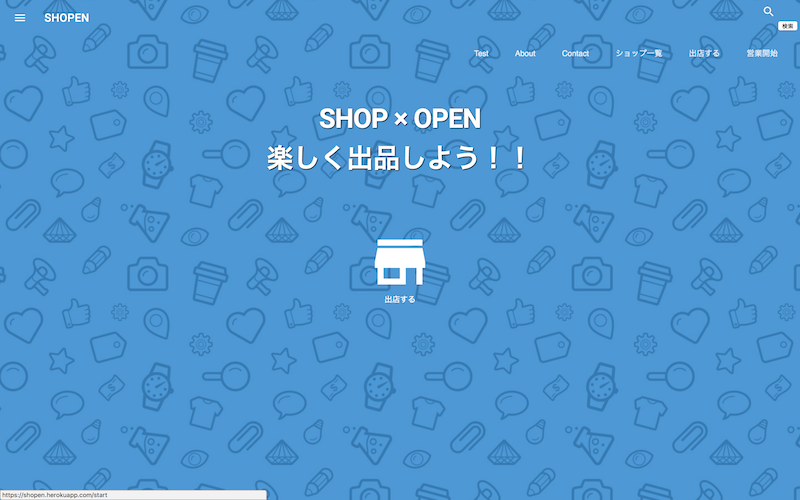 SHOPEN
検索
Test About Contact ショップ一覧 出店する 営業開始
SHOP × OPEN
楽しく出品しよう！！
出店する
https://shopen.herokuapp.com/start